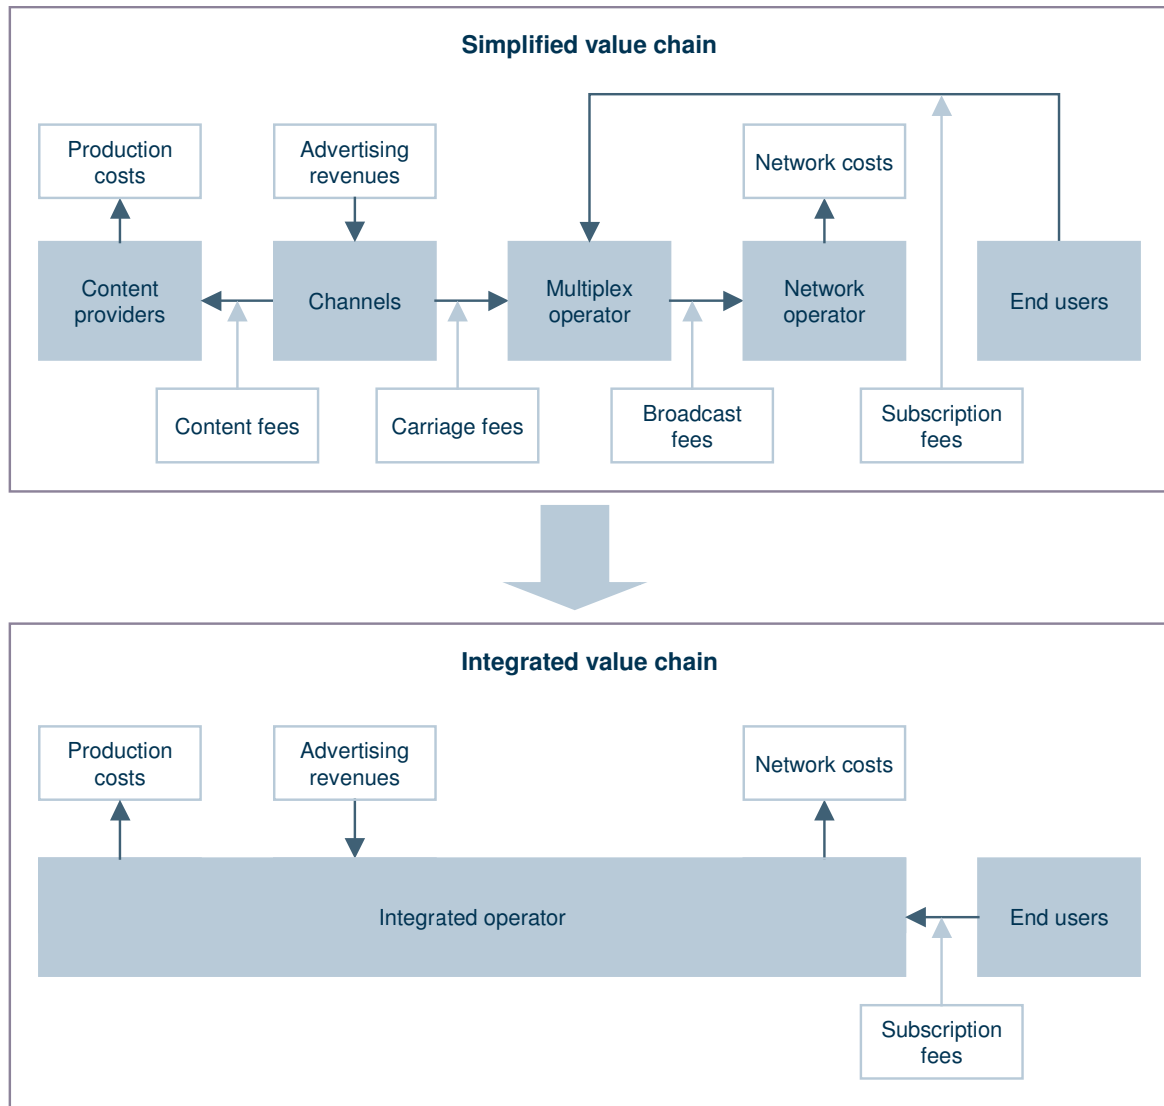 Simplified value chain
Production
costs
Advertising
revenues
Network costs
Content
providers
Channels
Multiplex
operator
Network
operator
End users
Content fees
Carriage fees
Broadcast
fees
Subscription
fees
Integrated value chain
Production
costs
Advertising
revenues
Network costs
Integrated operator
End users
Subscription
fees